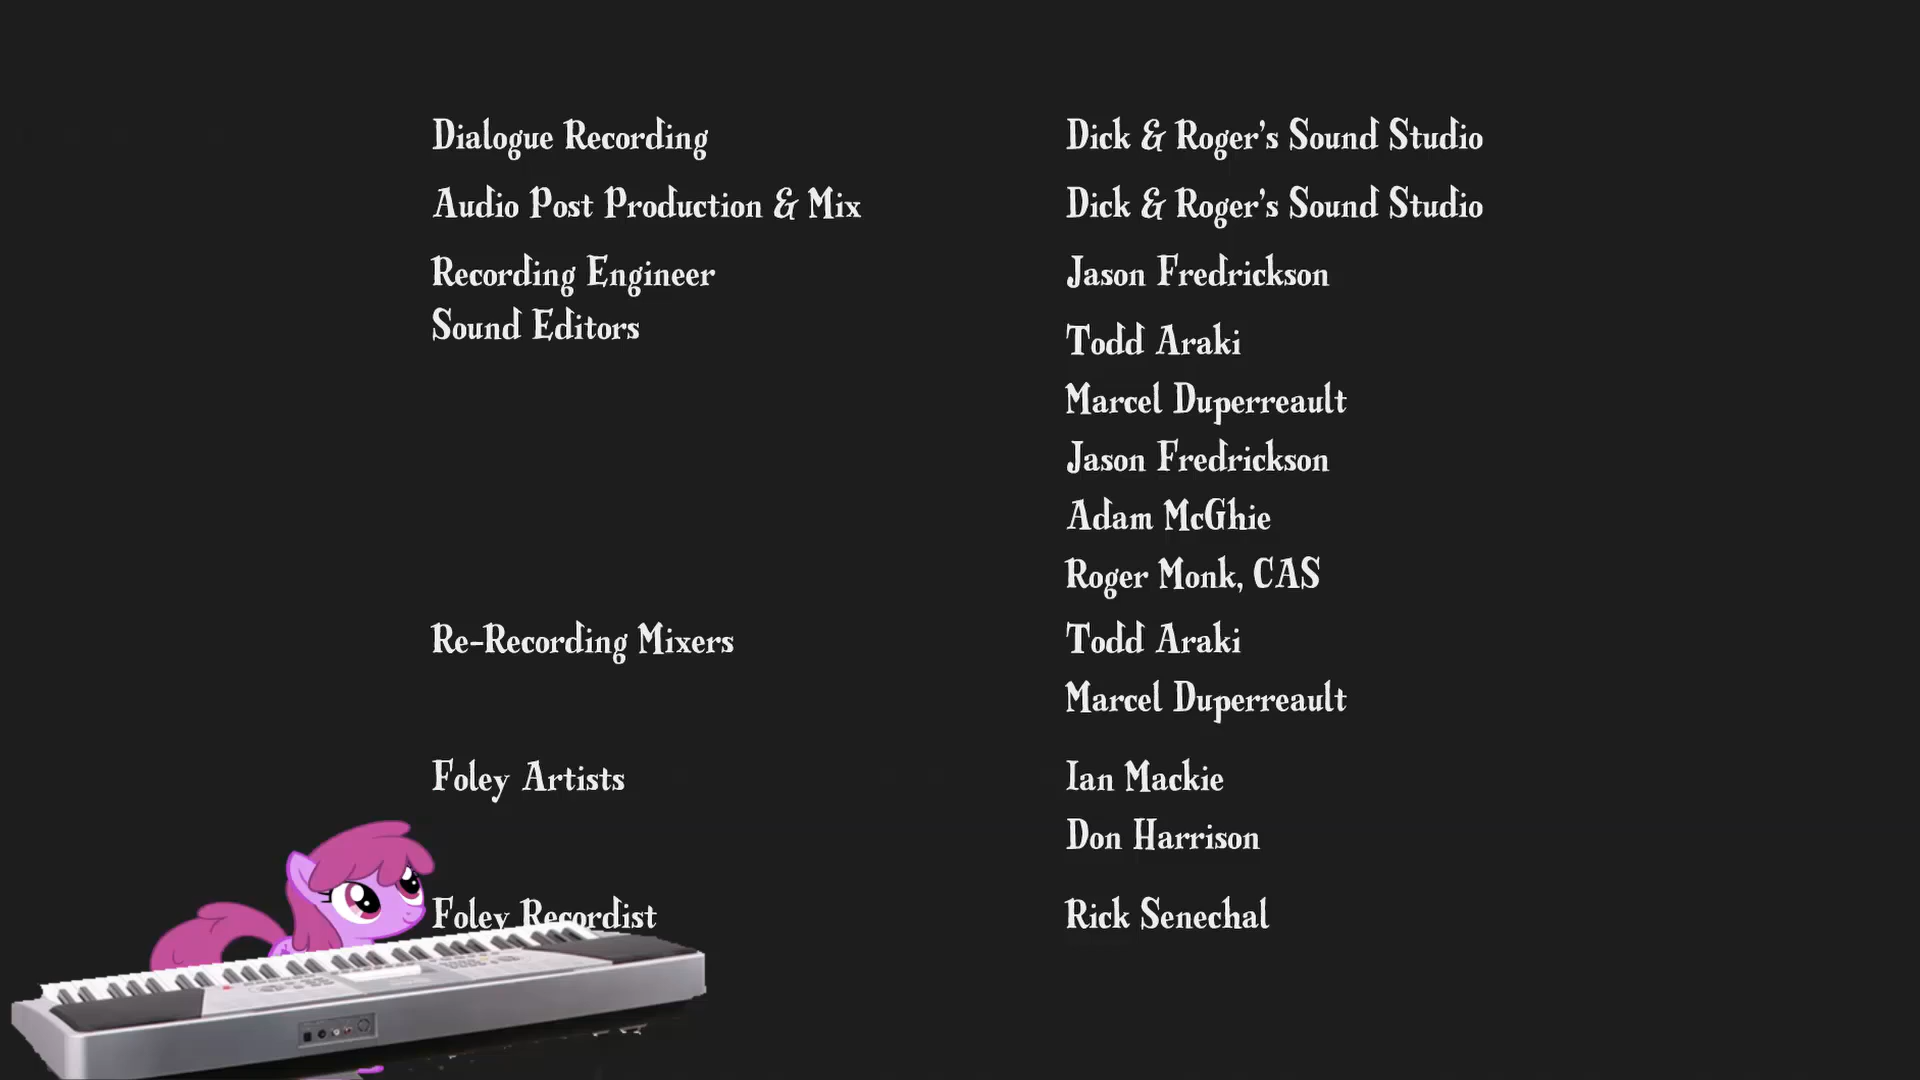 Dialogue Recording Dick & Roger's Sound Studio
Audio Post Production & Mix Dick & Roger's Sound Studio
Recording Engineer Jason Fredrickson
Sound Editors Todd Araki
Marcel Duperreault
Jason Fredrickson
Adam McGhie
Roger Monk, CAS
Re-Recording Mixers Todd Araki
Marcel Duperreault
Foley Artists Ian Mackie
Don Harrison
Foley Recordist Rick Senechal